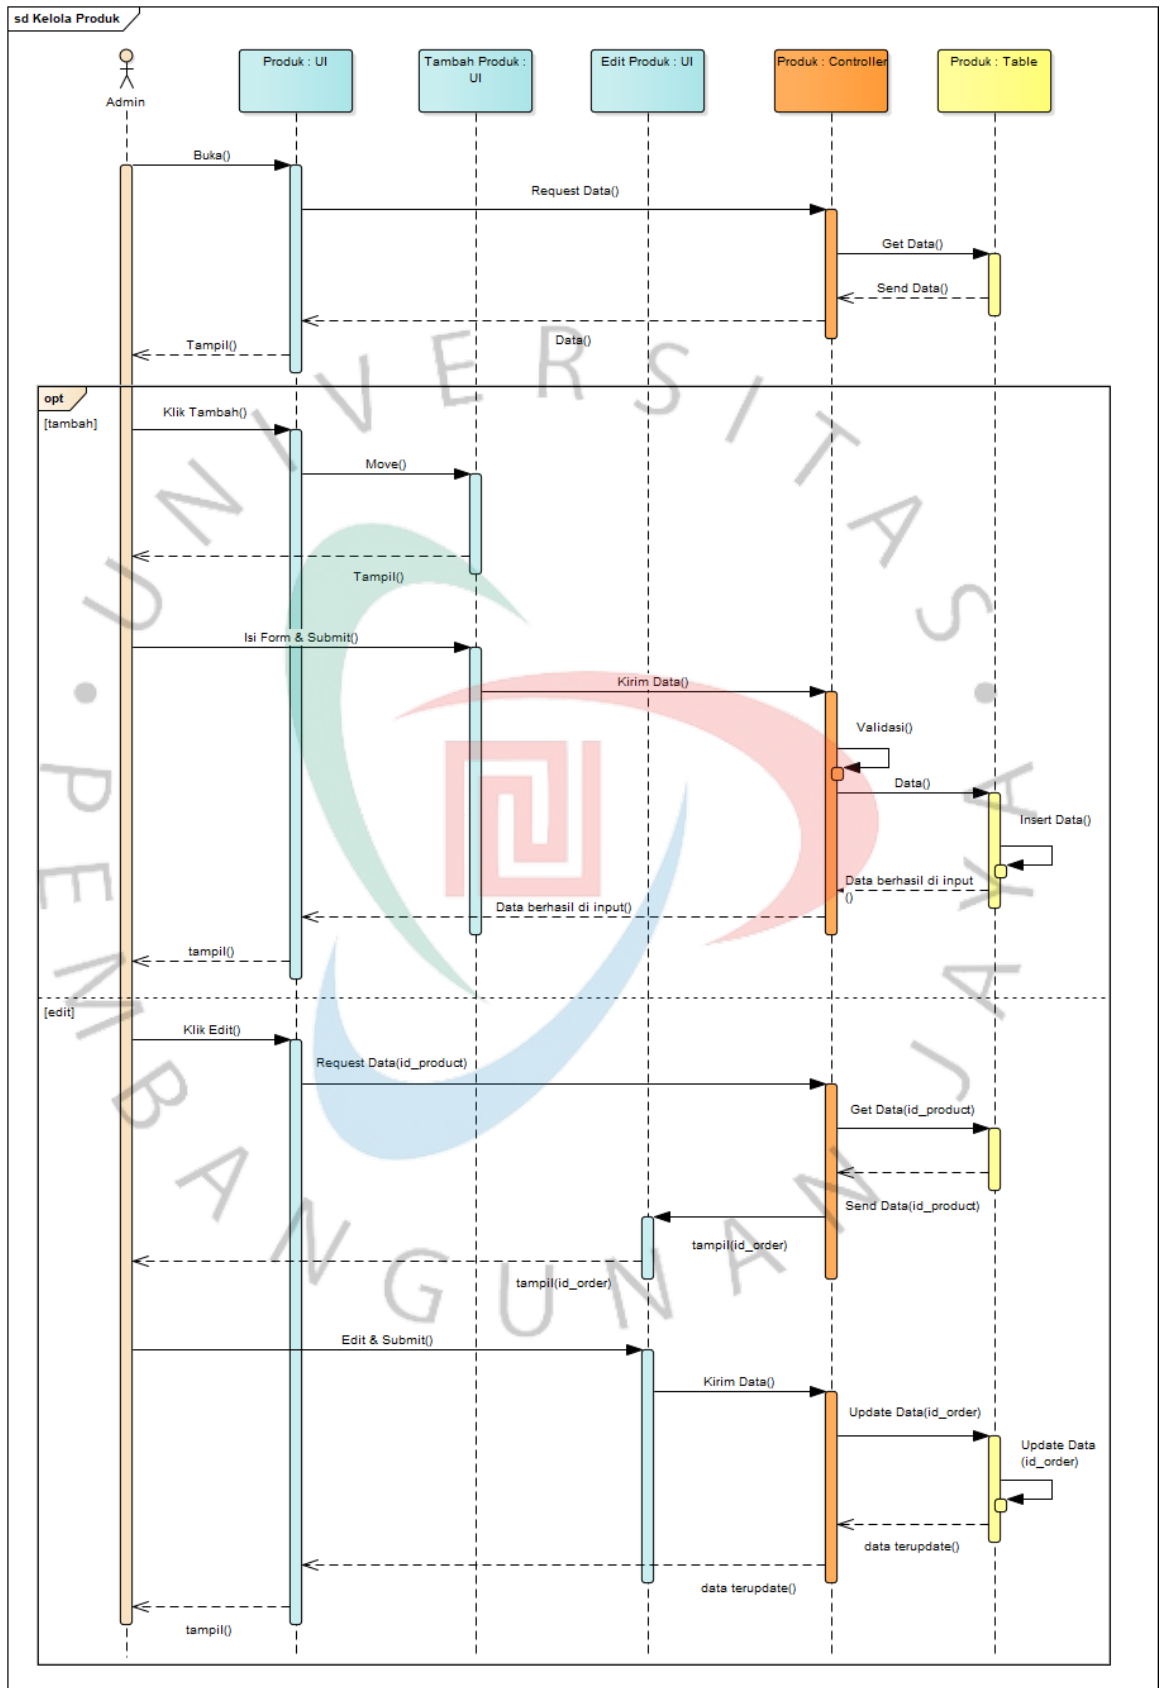 sd Kelola Produk
Admin
Produk : UI
Tambah Produk :
UI
Edit Produk : UI
Produk : Controller
Produk : Table
Buka()
Request Data()
Get Data()
Send Data()
Data()
Tampil()
opt
[tambah]
Klik Tambah()
Move()
Tampil()
Isi Form & Submit()
Kirim Data()
Validasi()
Data()
Insert Data()
Data berhasil di input
()
Data berhasil di input()
tampil()
[edit]
Klik Edit()
Request Data(id_product)
Get Data(id_product)
Send Data(id_product)
tampil(id_order)
tampil(id_order)
Edit & Submit()
Kirim Data()
Update Data(id_order)
Update Data
(id_order)
data terupdate()
data terupdate()
tampil()
UNIVERSITAS
PEMBANGUNAN JAYA